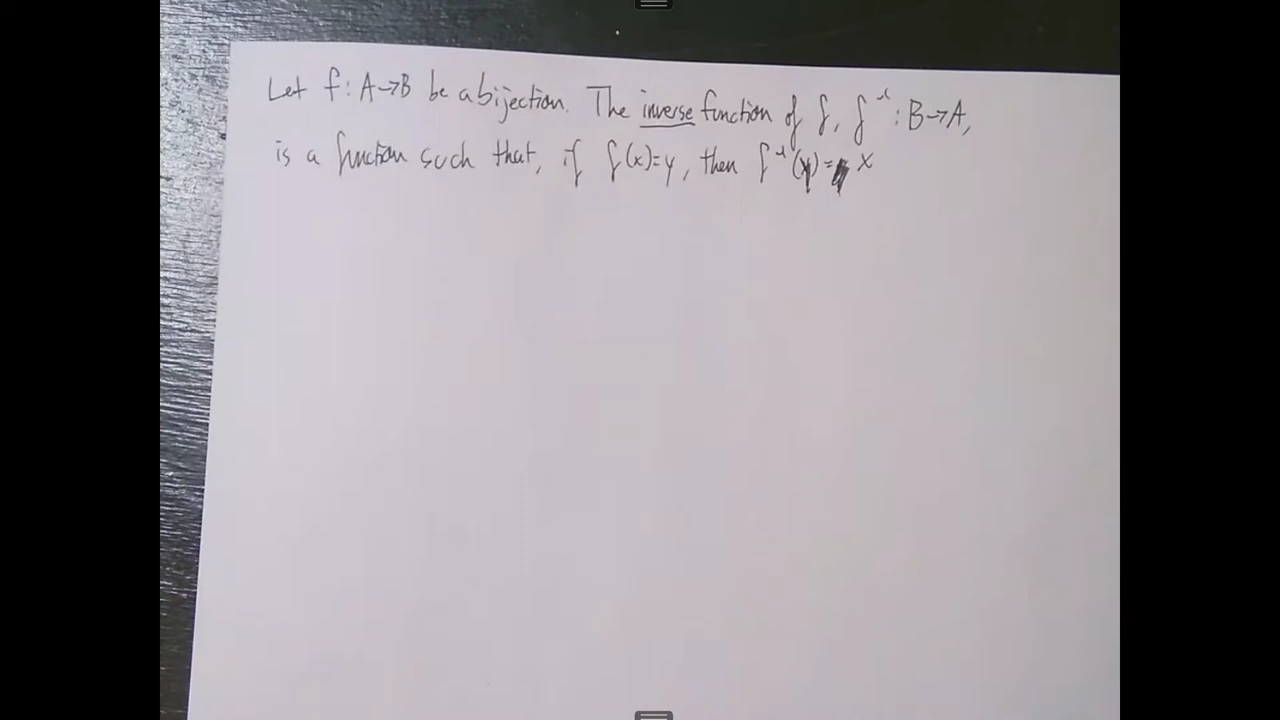 Let f: A→B be a bijection. The inverse function of f, f⁻¹: B→A,
is a function such that, if f(x)=y, then f⁻¹(y)= x